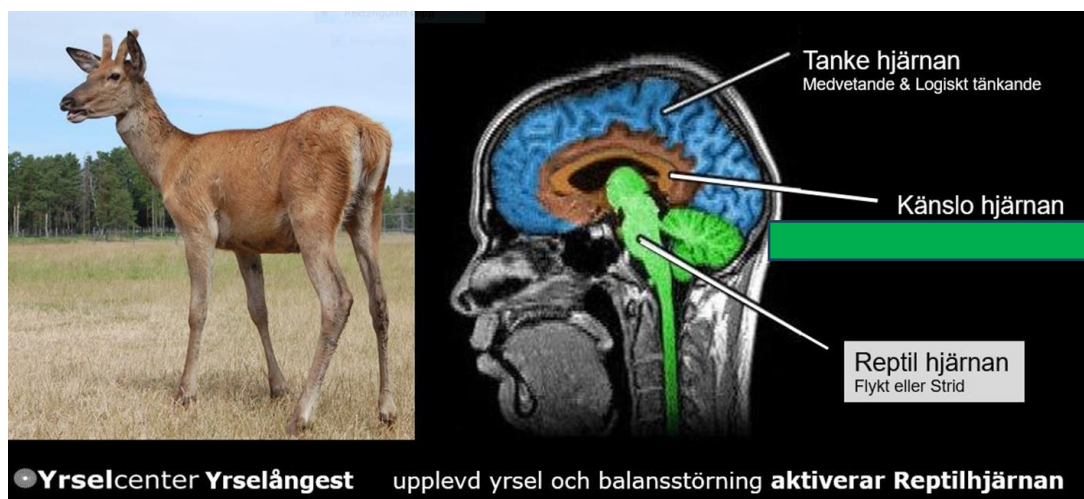 Tanke hjärnan
Medvetande & Logiskt tänkande
Känslo hjärnan
Reptil hjärnan
Flykt eller Strid
Yrselcenter Yrselångest upplevd yrsel och balansstörning aktiverar Reptilhjärnan